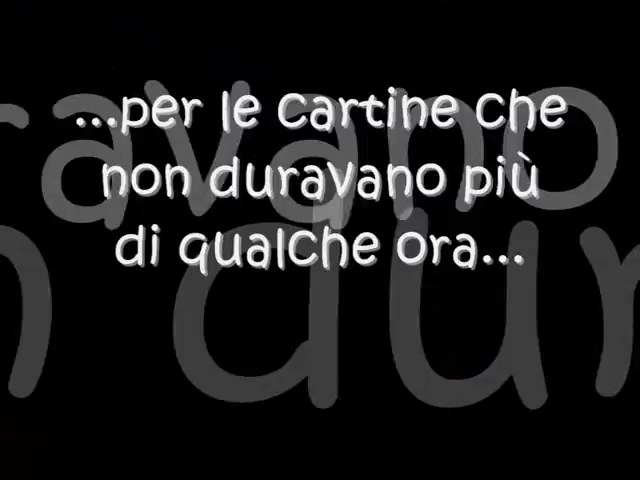 ...per le cartine che
non duravano più
di qualche ora...